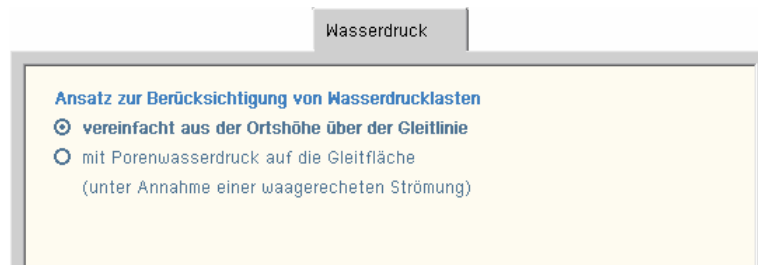 Wasserdruck
Ansatz zur Berücksichtigung von Wasserdrucklasten
vereinfacht aus der Ortshöhe über der Gleitlinie
mit Porenwasserdruck auf die Gleitfläche
(unter Annahme einer waagerecheten Strömung)